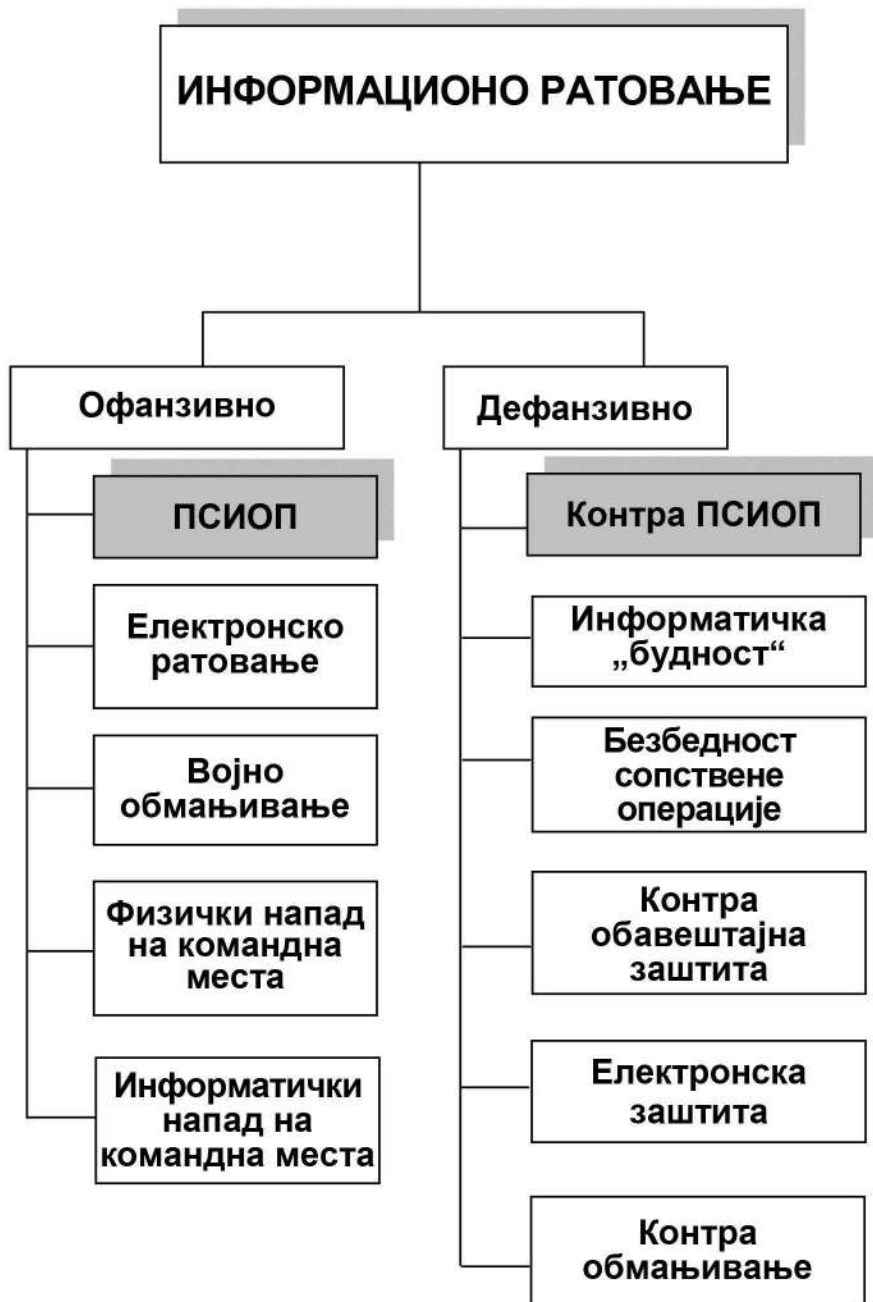 ИНФОРМАЦИОНО РАТОВАЊЕ
Офанзивно
ПСИОП
Електронско
ратовање
Војно
обмањивање
Физички напад
на командна
места
Информатички
напад на
командна места
Дефанзивно
Контра ПСИОП
Информатичка
„будност“
Безбедност
сопствене
операције
Контра
обавештајна
заштита
Електронска
заштита
Контра
обмањивање